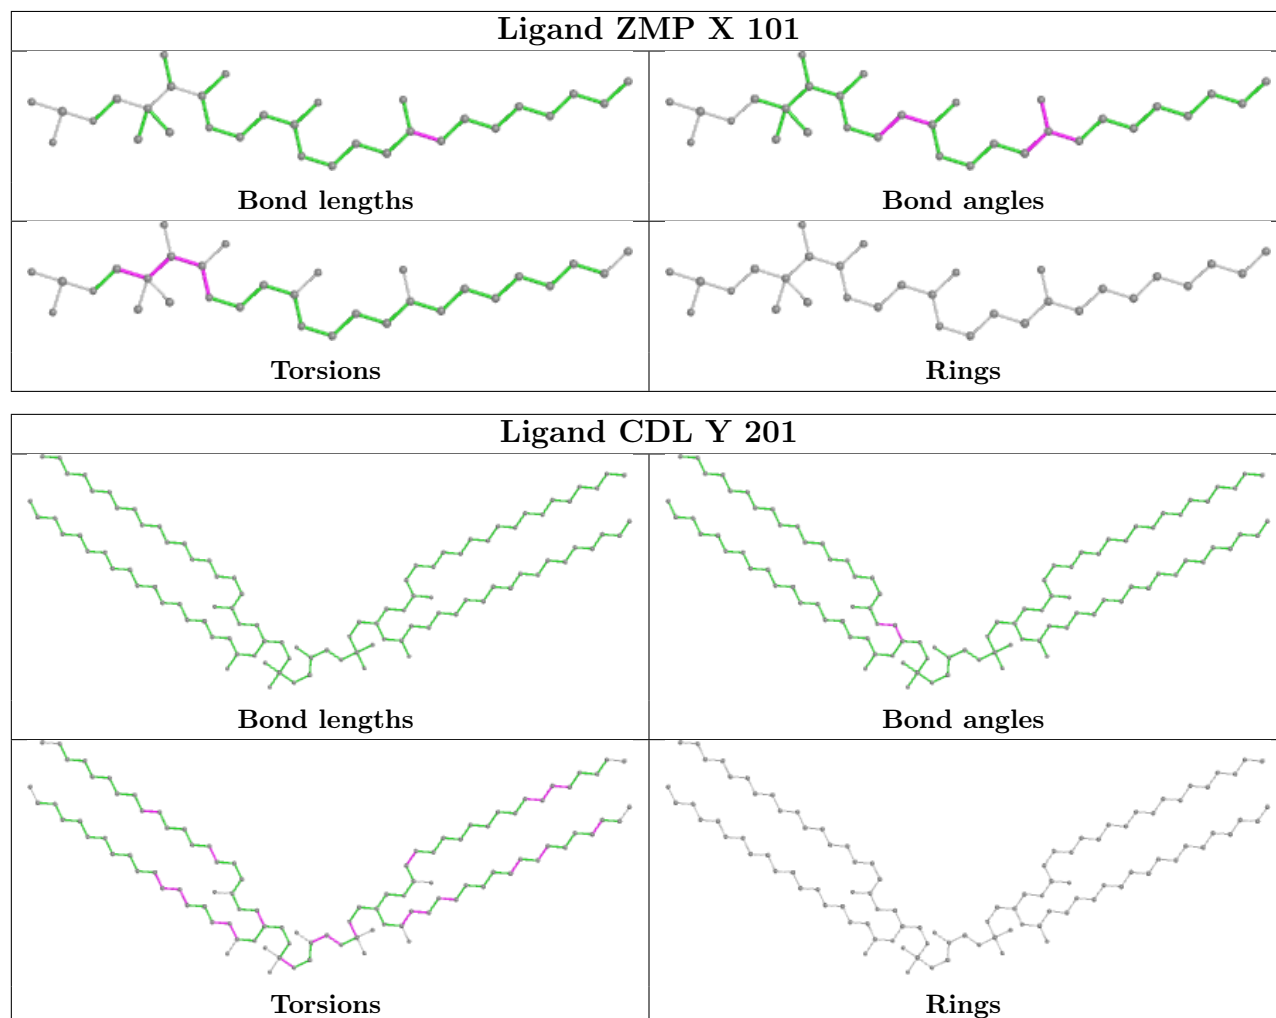 Ligand ZMP X 101
Bond lengths
Bond angles
Torsions
Rings
Ligand CDL Y 201
Bond lengths
Bond angles
Torsions
Rings